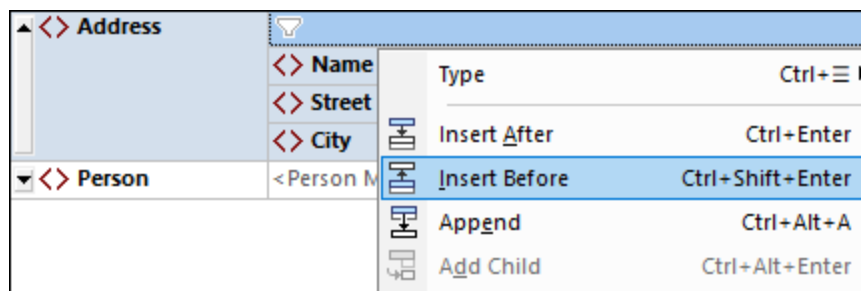 Address
Name
Type Ctrl+☰
Street
Insert After Ctrl+Enter
City
Person <Person M
Insert Before Ctrl+Shift+Enter
Append Ctrl+Alt+A
Add Child Ctrl+Alt+Enter